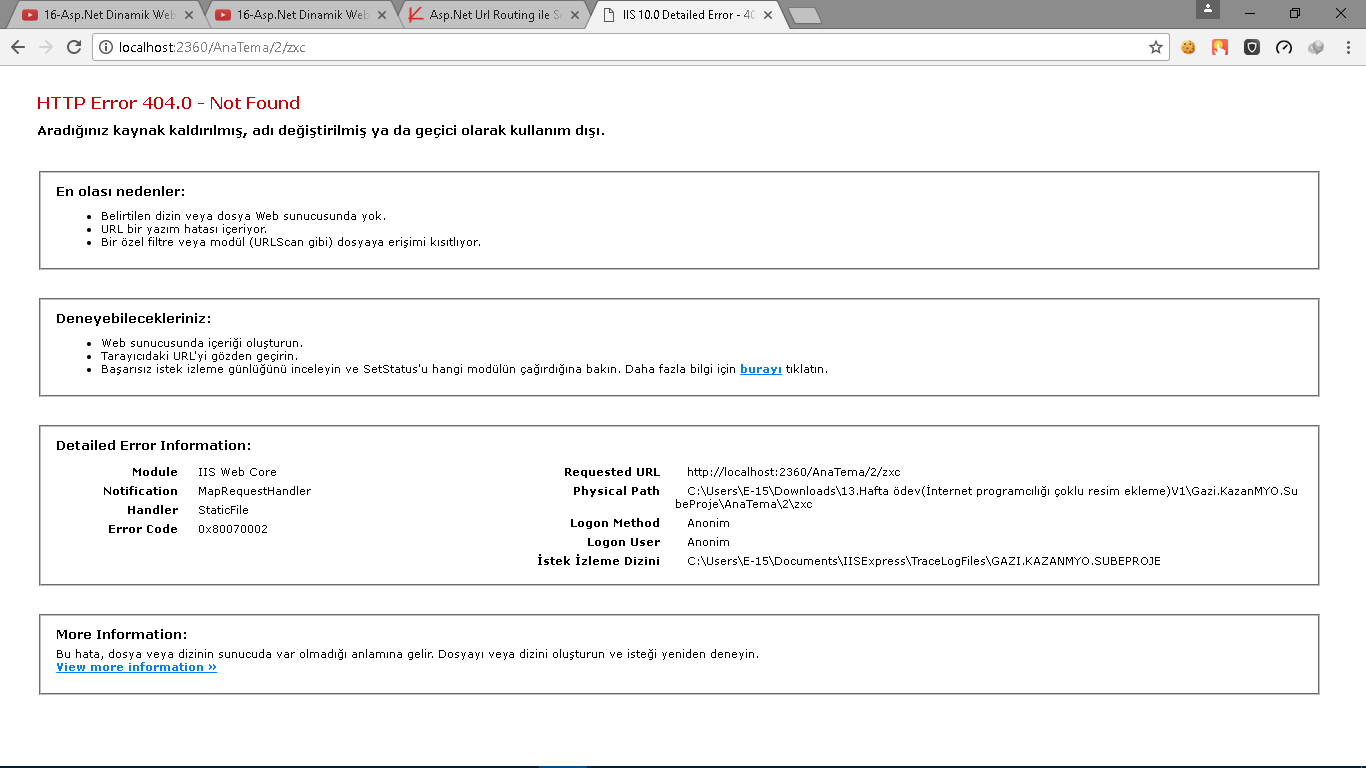 16-Asp.Net Dinamik Web
16-Asp.Net Dinamik Web
Asp.Net Url Routing ile S
IIS 10.0 Detailed Error - 40
localhost:2360/AnaTema/2/zxc
HTTP Error 404.0 - Not Found
Aradığınız kaynak kaldırılmış, adı değiştirilmiş ya da geçici olarak kullanım dışı.
En olası nedenler:
Belirtilen dizin veya dosya Web sunucusunda yok.
URL bir yazım hatası içeriyor.
Bir özel filtre veya modül (URLScan gibi) dosyaya erişimi kısıtlıyor.
Deneyebilecekleriniz:
Web sunucusunda içeriği oluşturun.
Tarayıcıdaki URL'yi gözden geçirin.
Başarısız istek izleme günlüğünü inceleyin ve SetStatus'u hangi modülün çağırdığına bakın. Daha fazla bilgi için burayı tıklatın.
Detailed Error Information:
Module IIS Web Core
Notification MapRequestHandler
Handler StaticFile
Error Code 0x80070002
Requested URL http://localhost:2360/AnaTema/2/zxc
Physical Path C:\Users\E-15\Downloads\13.Hafta ödev(İnternet programcılığı çoklu resim ekleme)V1\Gazi.KazanMYO.Su
beProje\AnaTema\2\zxc
Logon Method Anonim
Logon User Anonim
İstek İzleme Dizini C:\Users\E-15\Documents\IISExpress\TraceLogFiles\GAZI.KAZANMYO.SUBEPROJE
More Information:
Bu hata, dosya veya dizinin sunucuda var olmadığı anlamına gelir. Dosyayı veya dizini oluşturun ve isteği yeniden deneyin.
View more information »